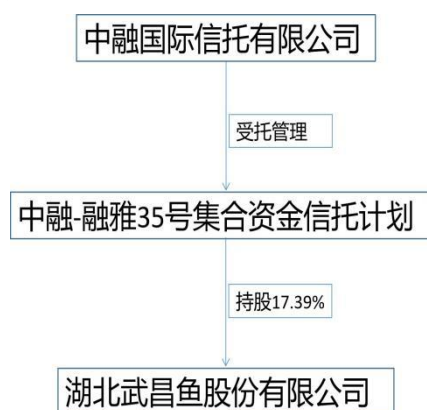 中融国际信托有限公司
受托管理
中融-融雅35号集合资金信托计划
持股17.39%
湖北武昌鱼股份有限公司